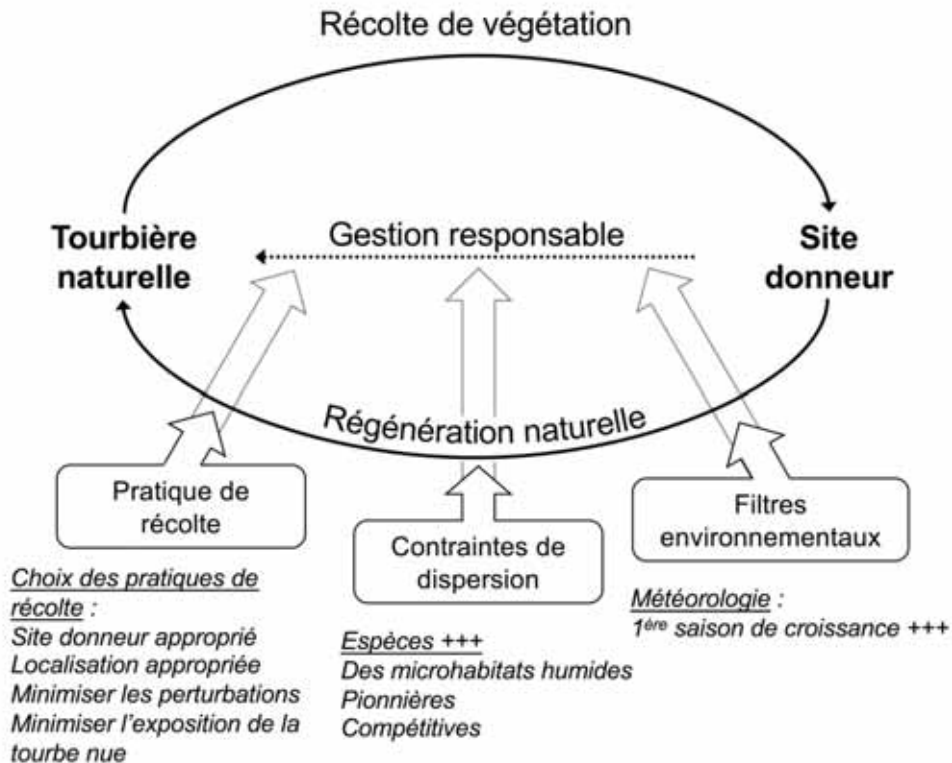 Récolte de végétation
Tourbière
naturelle
Gestion responsable
Site
donneur
Régénération naturelle
Pratique de
récolte
Contraintes de
dispersion
Filtres
environnementaux
Choix des pratiques de
récolte :
Site donneur approprié
Localisation appropriée
Minimiser les perturbations
Minimiser l'exposition de la
tourbe nue
Espèces +++
Des microhabitats humides
Pionnières
Compétitives
Météorologie :
1ère saison de croissance +++